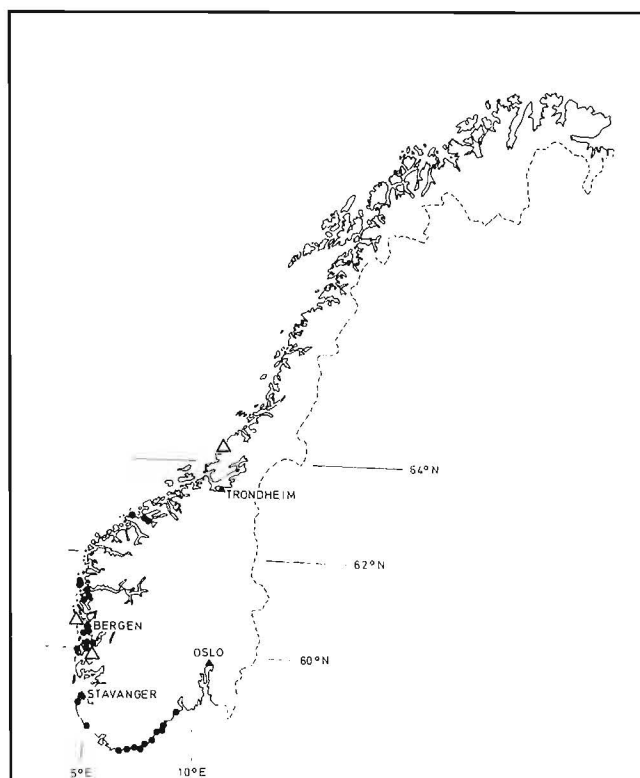 64°N
TRONDHEIM
62°N
BERGEN
OSLO
60°N
STAVANGER
5°E
10°E